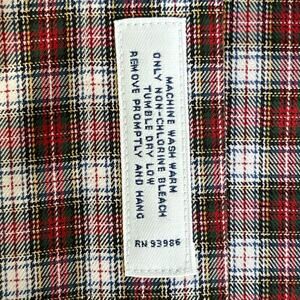 MACHINE WASH WARM
ONLY NON-CHLORINE BLEACH
TUMBLE DRY LOW
REMOVE PROMPTLY AND HANG
RN 93986